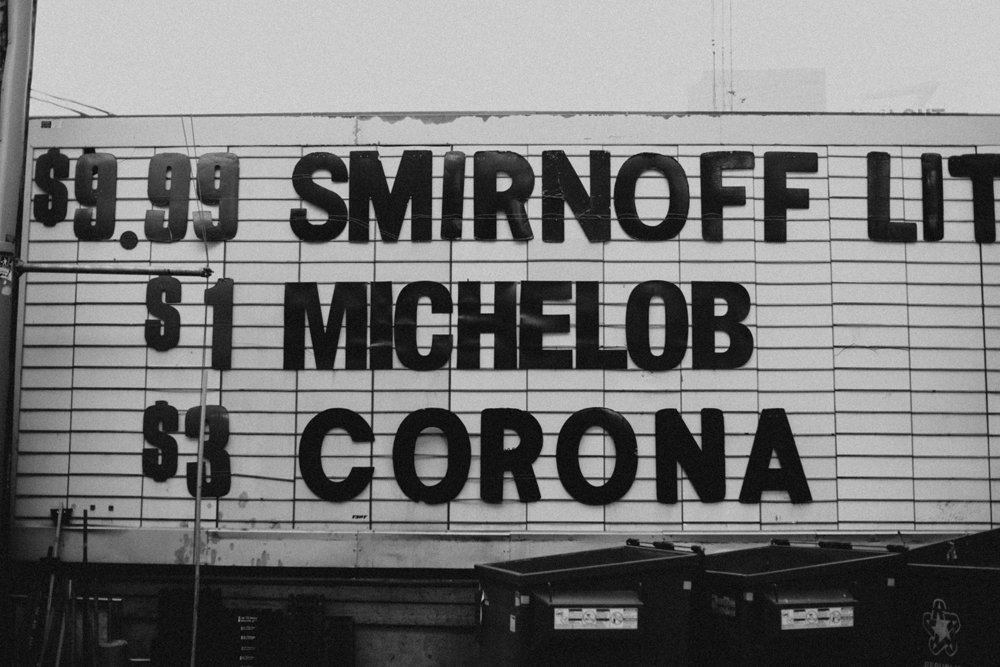 $9.99 SMIRNOFF LIT
$1 MICHELOB
$3 CORONA